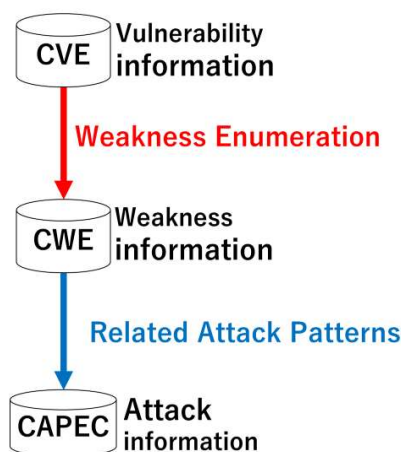 CVE
Vulnerability
information
Weakness Enumeration
CWE
Weakness
information
Related Attack Patterns
CAPEC
Attack
information